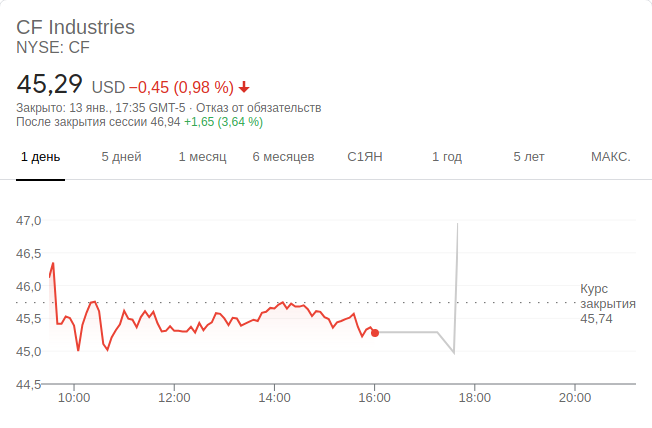 CF Industries
NYSE: CF
45,29 USD −0,45 (0,98 %)
Закрыто: 13 янв., 17:35 GMT-5 · Отказ от обязательств
После закрытия сессии 46,94 +1,65 (3,64 %)
1 день 5 дней 1 месяц 6 месяцев С1ЯН 1 год 5 лет МАКС.
47,0
46,5
46,0
45,5
45,0
44,5
Курс
закрытия
45,74
10:00 12:00 14:00 16:00 18:00 20:00